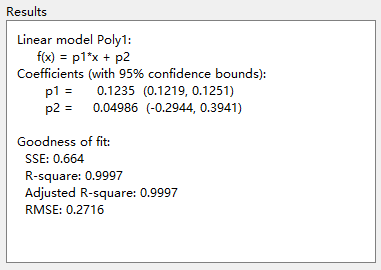 Results
Linear model Poly1:
f(x) = p1*x + p2
Coefficients (with 95% confidence bounds):
p1 = 0.1235 (0.1219, 0.1251)
p2 = 0.04986 (-0.2944, 0.3941)
Goodness of fit:
SSE: 0.664
R-square: 0.9997
Adjusted R-square: 0.9997
RMSE: 0.2716